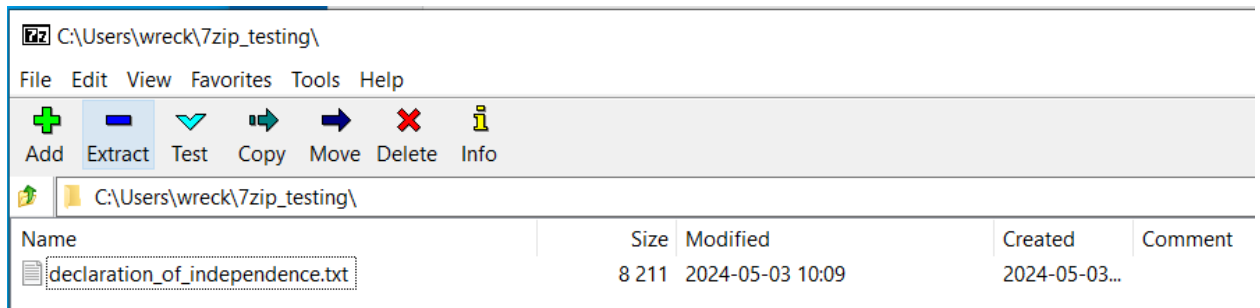 7z C:\Users\wreck\7zip_testing\
File Edit View Favorites Tools Help
Add Extract Test Copy Move Delete Info
C:\Users\wreck\7zip_testing\
Name Size Modified Created Comment
declaration_of_independence.txt 8 211 2024-05-03 10:09 2024-05-03...